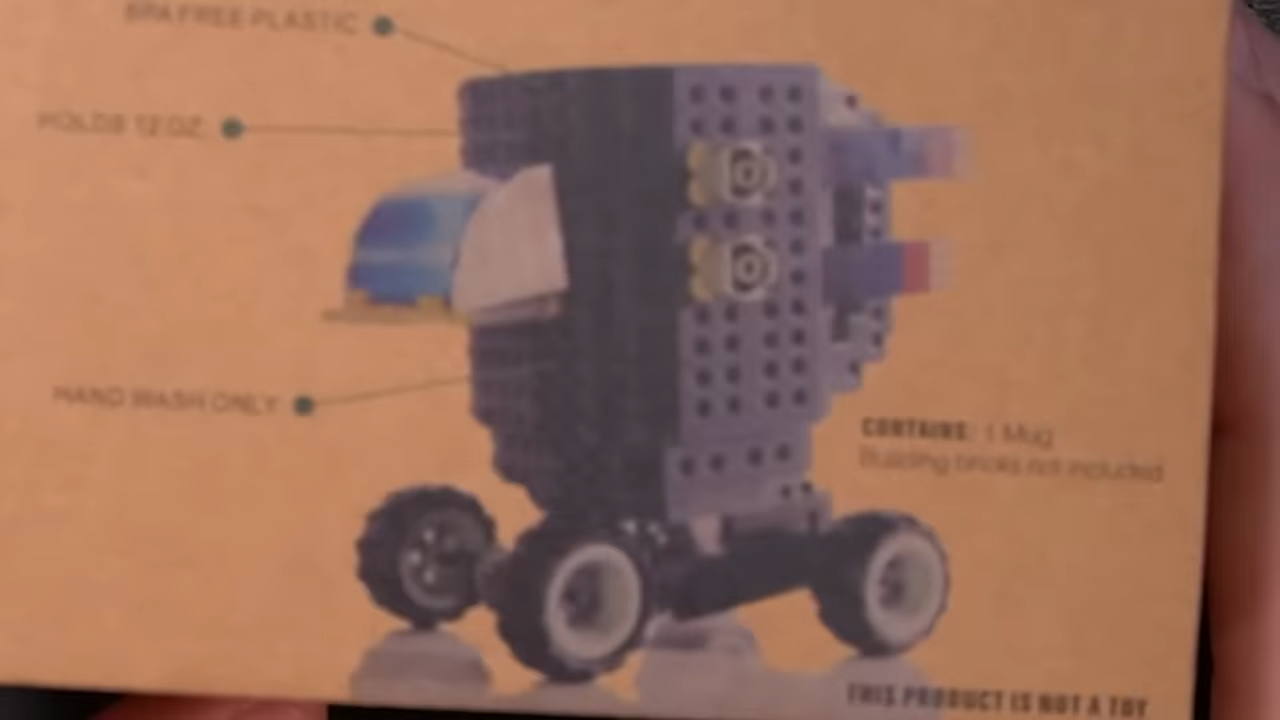 BPA FREE PLASTIC
HOLDS 12 OZ.
HAND WASH ONLY
CONTAINS: 1 Mug
Building bricks not included
THIS PRODUCT IS NOT A TOY